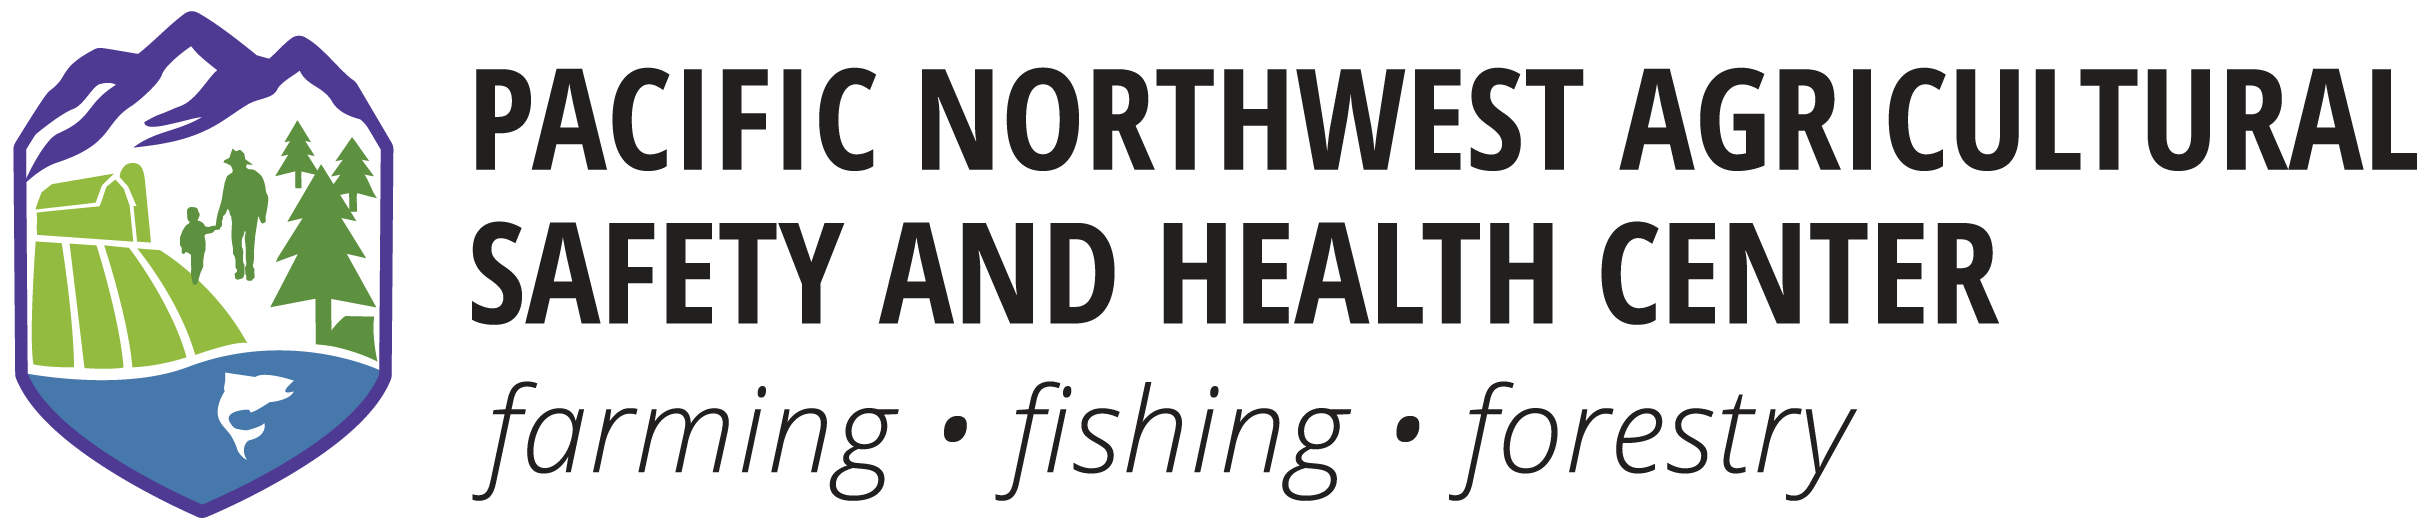 PACIFIC NORTHWEST AGRICULTURAL
SAFETY AND HEALTH CENTER
farming • fishing • forestry